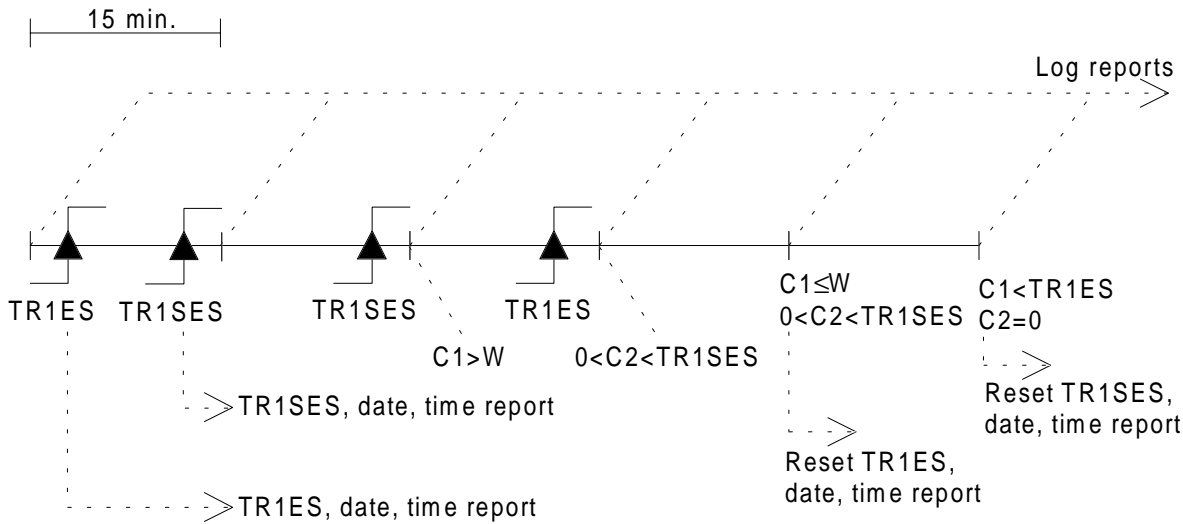 15 min.
Log reports
TR1ES
TR1SES
TR1SES
TR1ES
C1≤W
0<C2<TR1SES
C1<TR1ES
C2=0
C1>W
0<C2<TR1SES
Reset TR1SES,
date, time report
TR1SES, date, time report
Reset TR1ES,
date, time report
TR1ES, date, time report